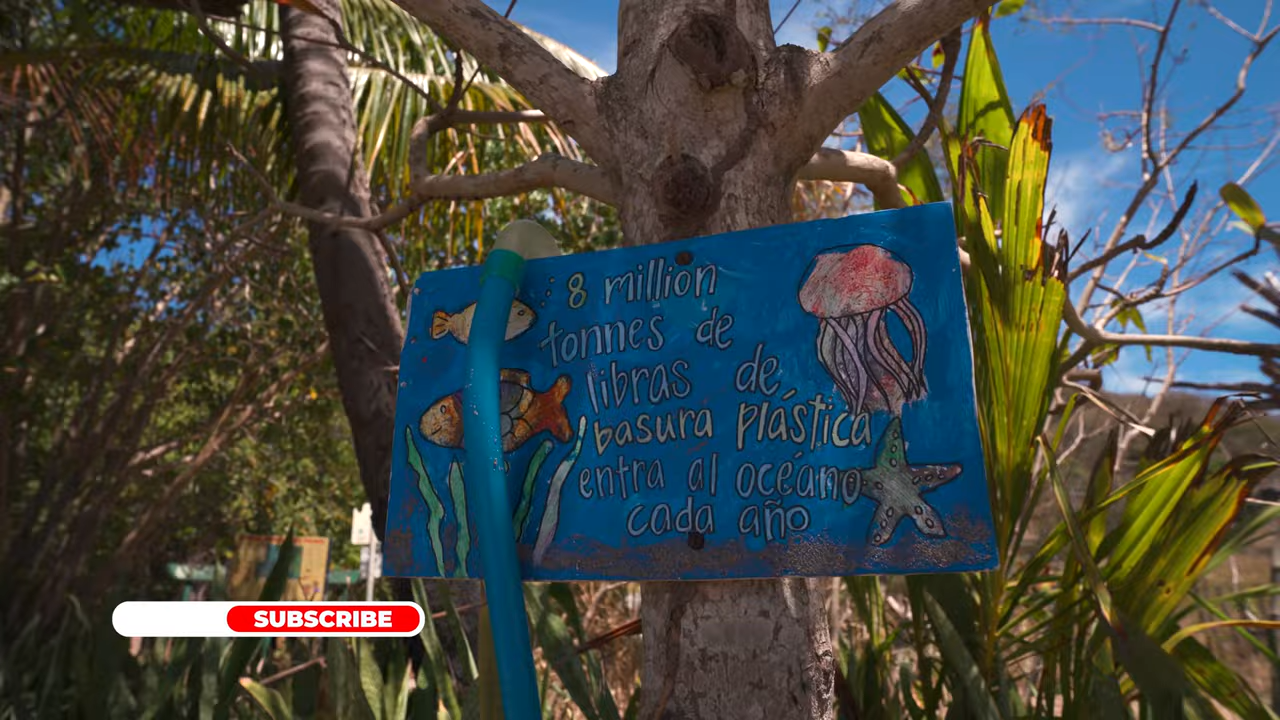 8 million
tonnes de
libras de
basura plástica
entra al océano
cada año
SUBSCRIBE